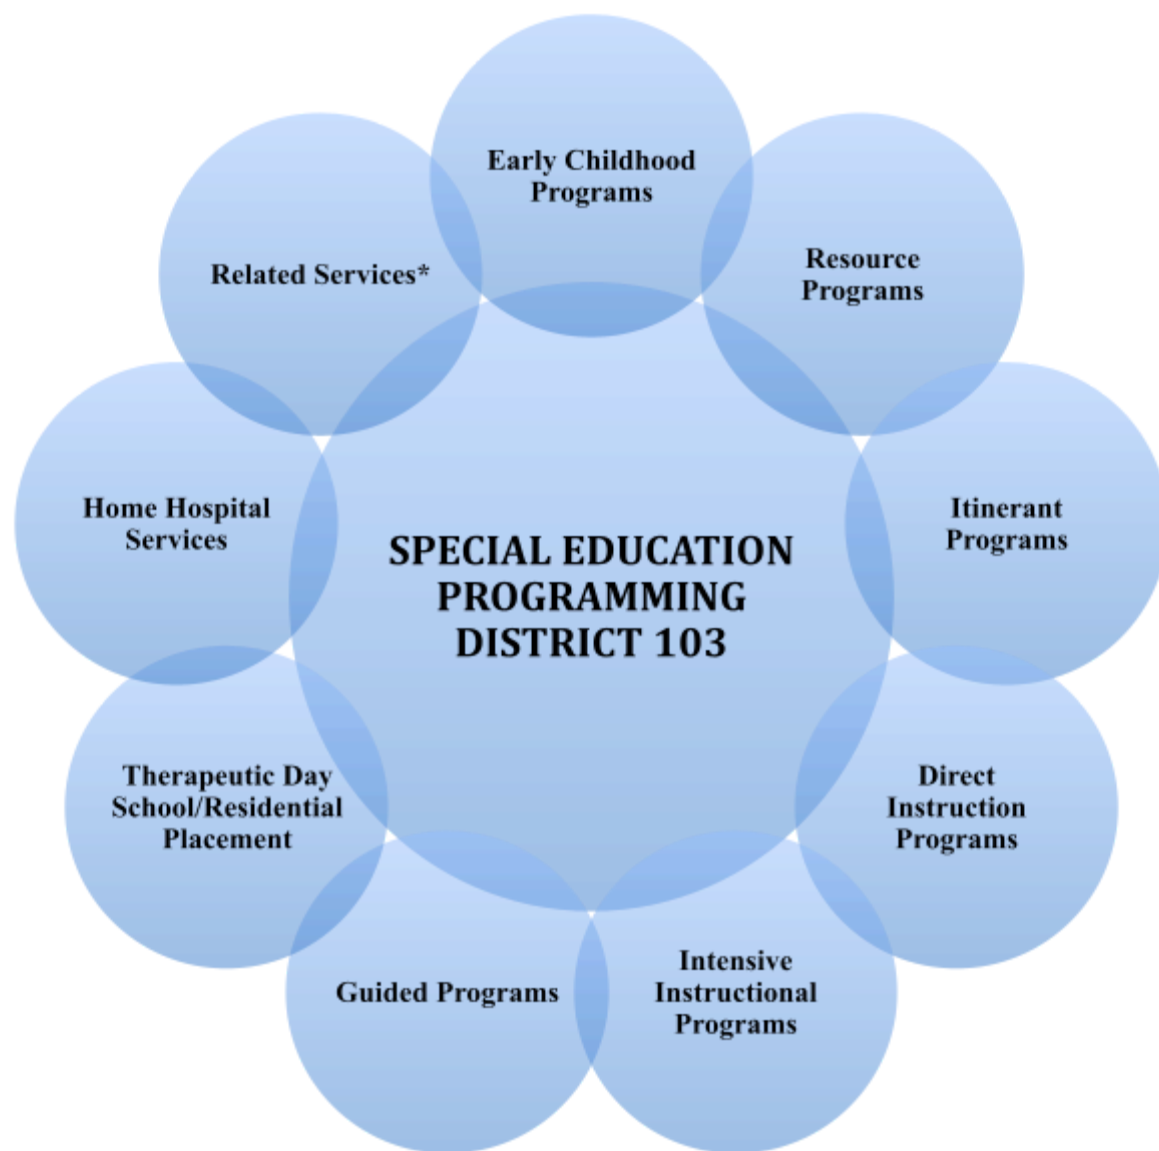 Early Childhood
Programs
Resource
Programs
Itinerant
Programs
Direct
Instruction
Programs
Intensive
Instructional
Programs
Guided Programs
Therapeutic Day
School/Residential
Placement
Home Hospital
Services
Related Services*
SPECIAL EDUCATION
PROGRAMMING
DISTRICT 103